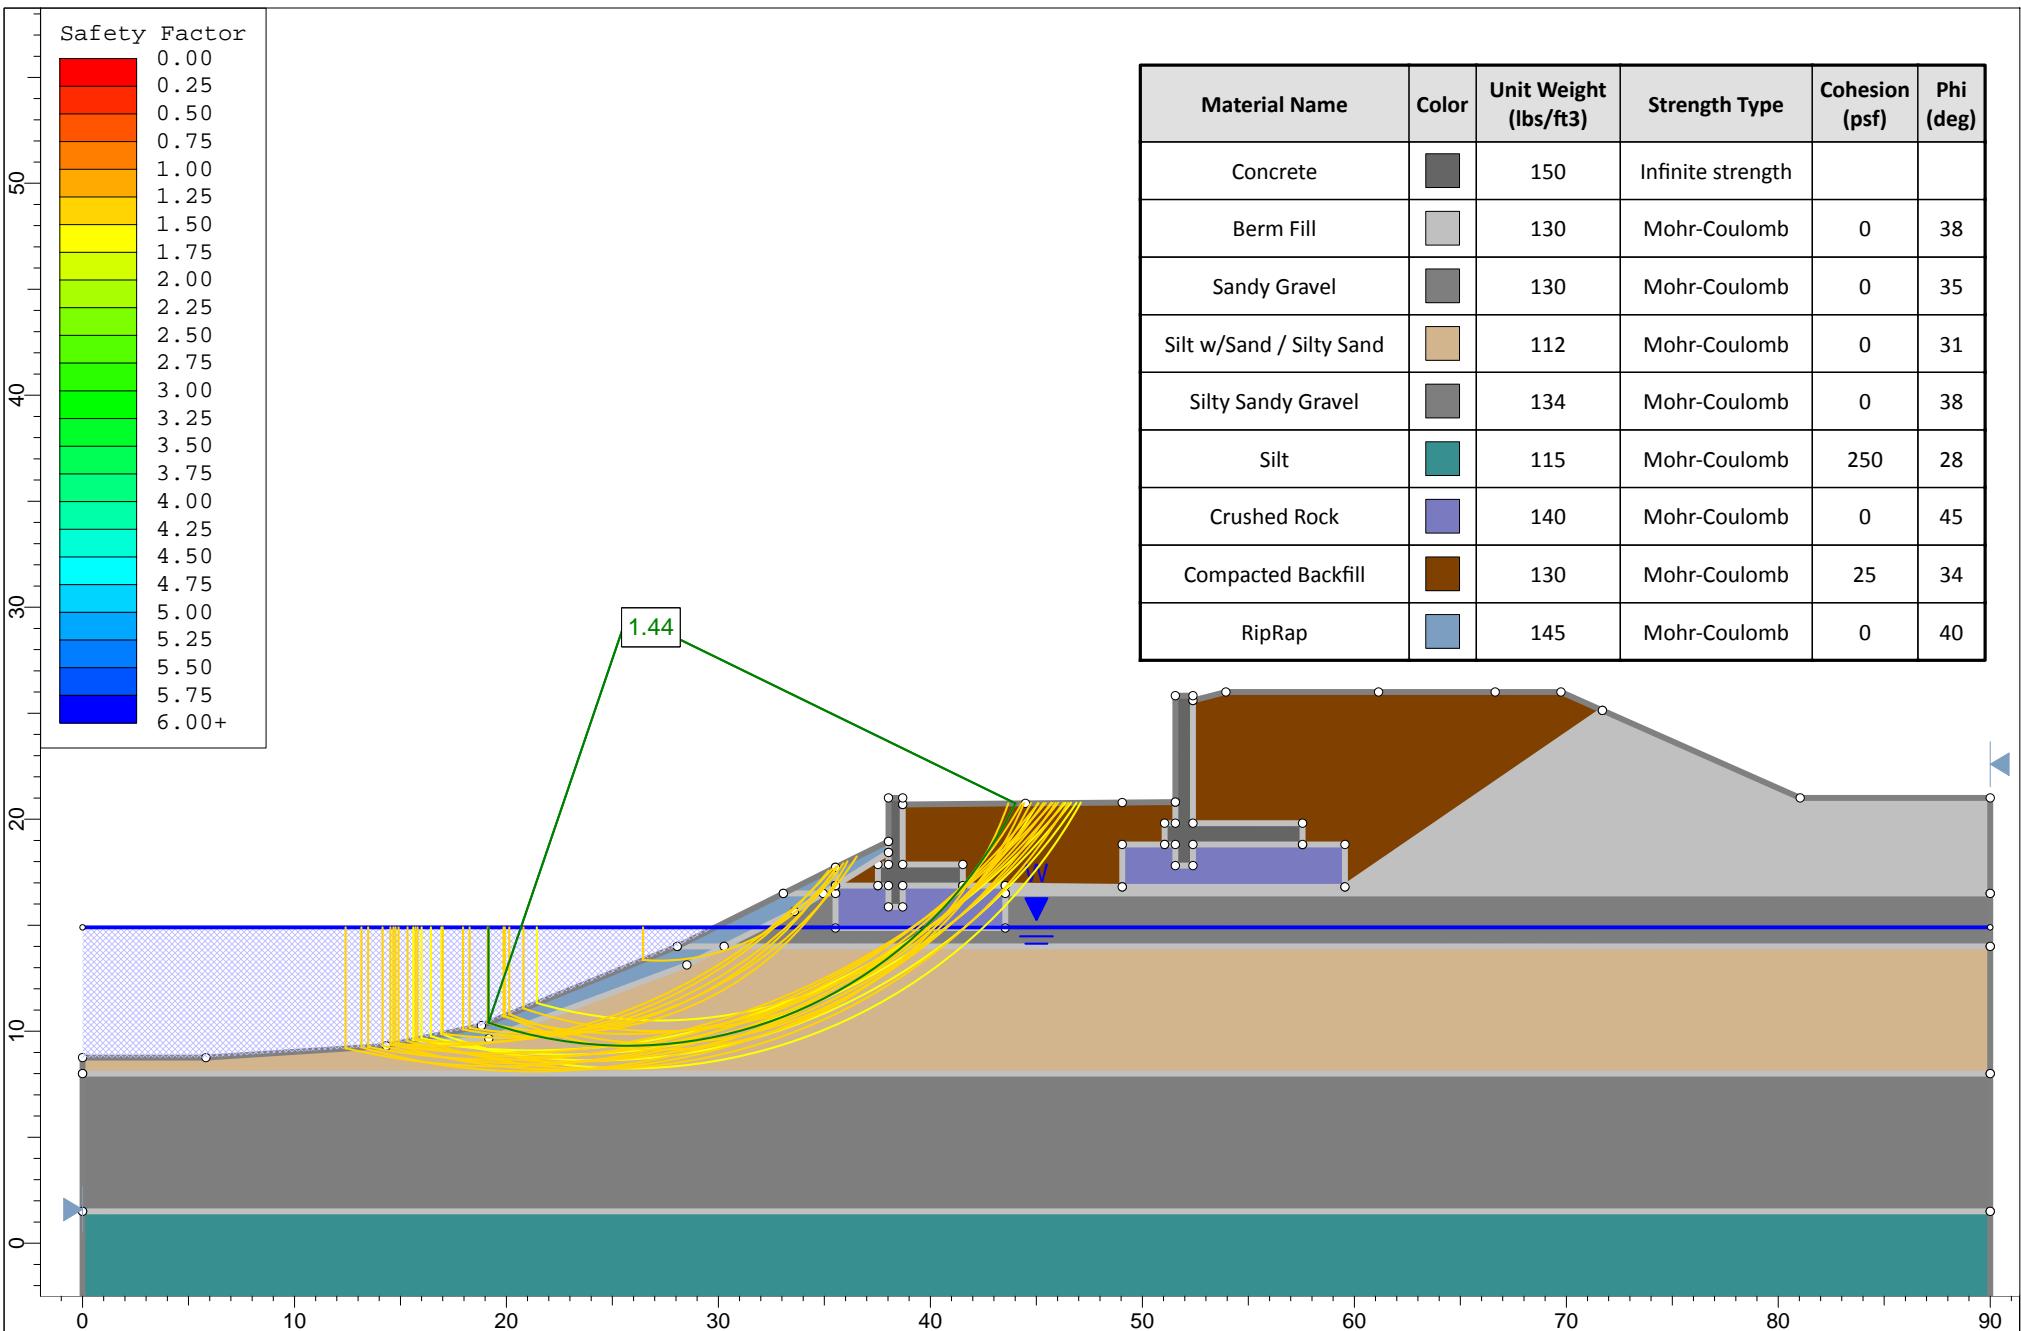 Safety Factor
0.00
0.25
0.50
0.75
1.00
1.25
1.50
1.75
2.00
2.25
2.50
2.75
3.00
3.25
3.50
3.75
4.00
4.25
4.50
4.75
5.00
5.25
5.50
5.75
6.00+
Material Name Color Unit Weight (lbs/ft3) Strength Type Cohesion (psf) Phi (deg)
Concrete 150 Infinite strength
Berm Fill 130 Mohr-Coulomb 0 38
Sandy Gravel 130 Mohr-Coulomb 0 35
Silt w/Sand / Silty Sand 112 Mohr-Coulomb 0 31
Silty Sandy Gravel 134 Mohr-Coulomb 0 38
Silt 115 Mohr-Coulomb 250 28
Crushed Rock 140 Mohr-Coulomb 0 45
Compacted Backfill 130 Mohr-Coulomb 25 34
RipRap 145 Mohr-Coulomb 0 40
1.44
W
50
40
30
20
10
0
0 10 20 30 40 50 60 70 80 90